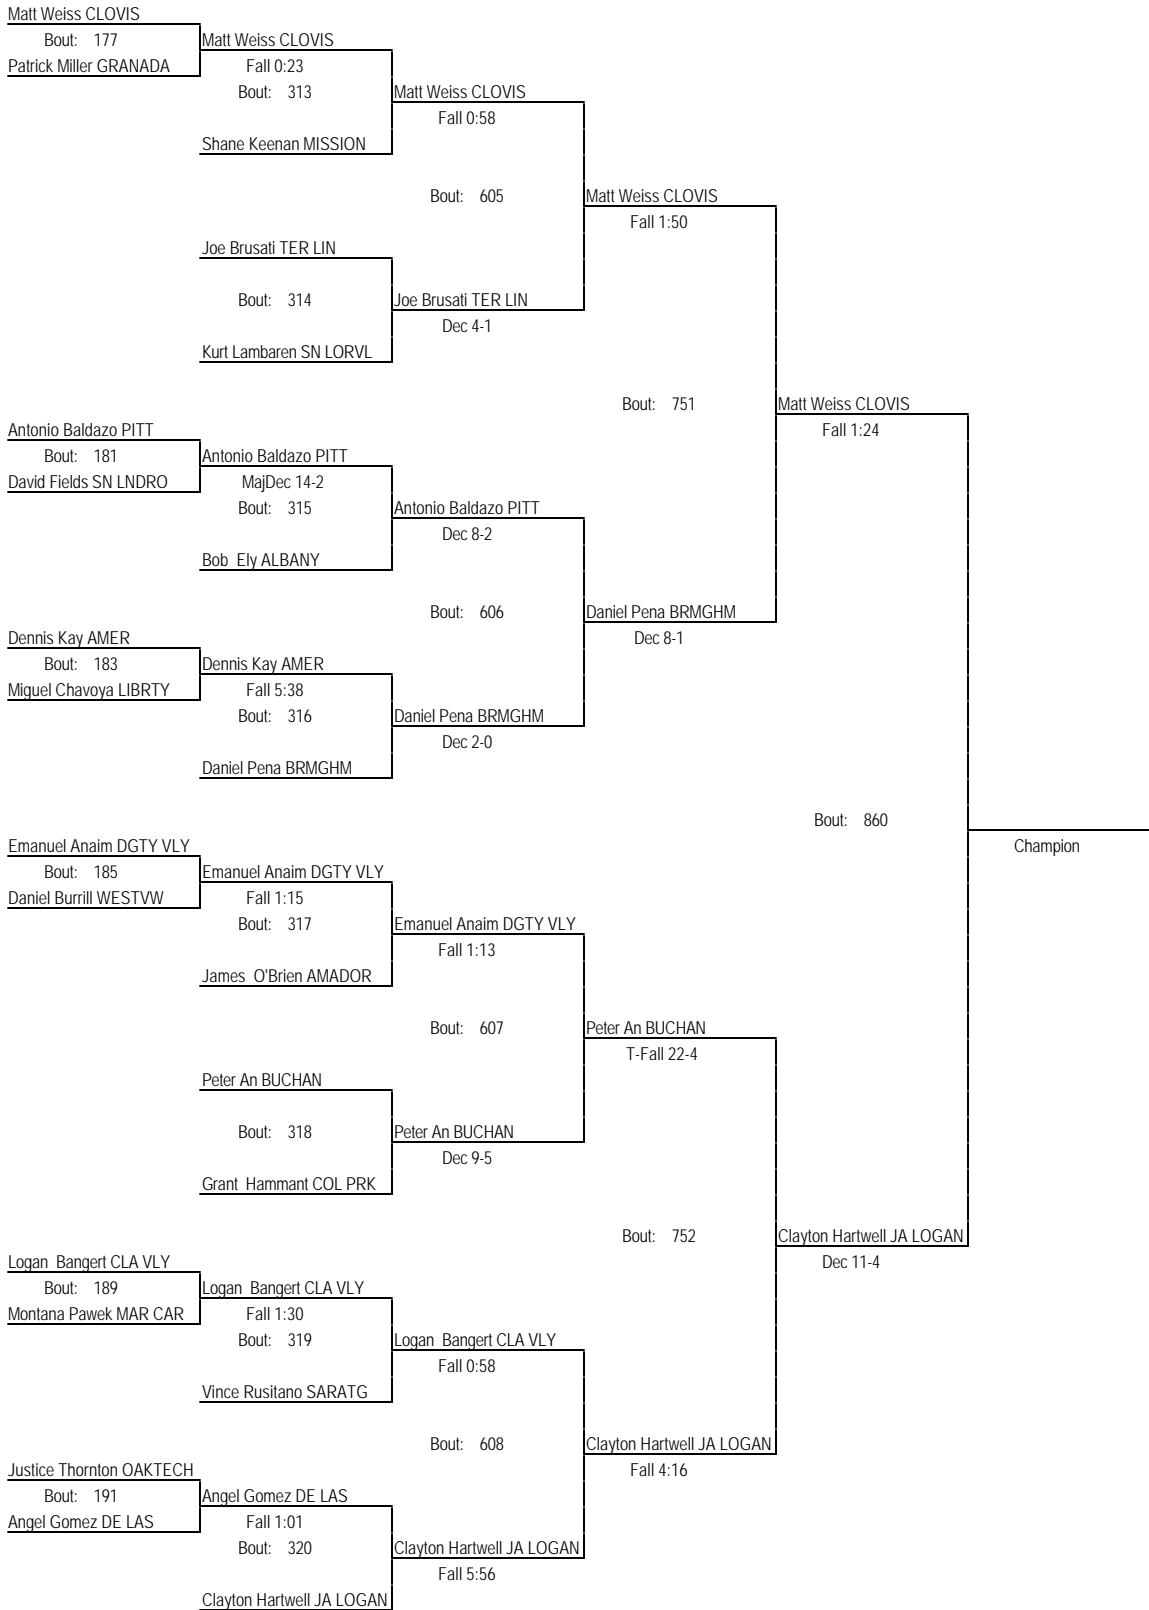 Matt Weiss CLOVIS
Bout: 177
Matt Weiss CLOVIS
Patrick Miller GRANADA
Fall 0:23
Bout: 313
Matt Weiss CLOVIS
Fall 0:58
Shane Keenan MISSION
Bout: 605
Matt Weiss CLOVIS
Fall 1:50
Joe Brusati TER LIN
Bout: 314
Joe Brusati TER LIN
Dec 4-1
Kurt Lambaren SN LORVL
Bout: 751
Matt Weiss CLOVIS
Fall 1:24
Antonio Baldazo PITT
Bout: 181
Antonio Baldazo PITT
David Fields SN LNDRO
MajDec 14-2
Bout: 315
Antonio Baldazo PITT
Dec 8-2
Bob Ely ALBANY
Bout: 606
Daniel Pena BRMGHM
Dec 8-1
Dennis Kay AMER
Bout: 183
Dennis Kay AMER
Miguel Chavoya LIBRTY
Fall 5:38
Bout: 316
Daniel Pena BRMGHM
Dec 2-0
Daniel Pena BRMGHM
Bout: 860
Champion
Emanuel Anaim DGTY VLY
Bout: 185
Emanuel Anaim DGTY VLY
Daniel Burrill WESTVW
Fall 1:15
Bout: 317
Emanuel Anaim DGTY VLY
Fall 1:13
James O'Brien AMADOR
Bout: 607
Peter An BUCHAN
T-Fall 22-4
Peter An BUCHAN
Bout: 318
Peter An BUCHAN
Dec 9-5
Grant Hammant COL PRK
Bout: 752
Clayton Hartwell JA LOGAN
Dec 11-4
Logan Bangert CLA VLY
Bout: 189
Logan Bangert CLA VLY
Montana Pawek MAR CAR
Fall 1:30
Bout: 319
Logan Bangert CLA VLY
Fall 0:58
Vince Rusitano SARATG
Bout: 608
Clayton Hartwell JA LOGAN
Fall 4:16
Justice Thornton OAKTECH
Bout: 191
Angel Gomez DE LAS
Angel Gomez DE LAS
Fall 1:01
Bout: 320
Clayton Hartwell JA LOGAN
Fall 5:56
Clayton Hartwell JA LOGAN